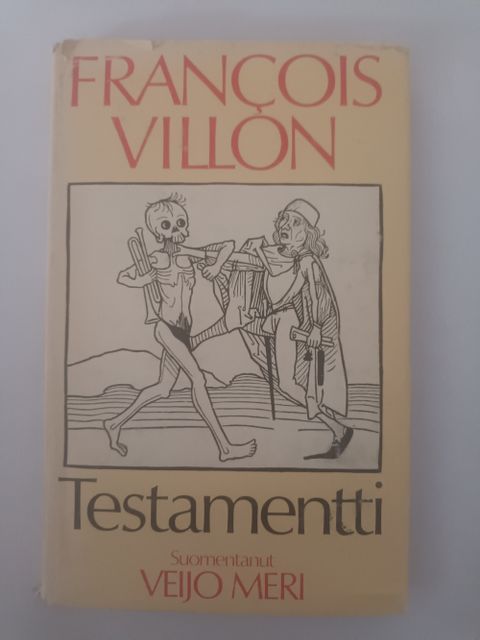 FRANÇOIS
VILLON
Testamentti
Suomentanut
VEIJO MERI